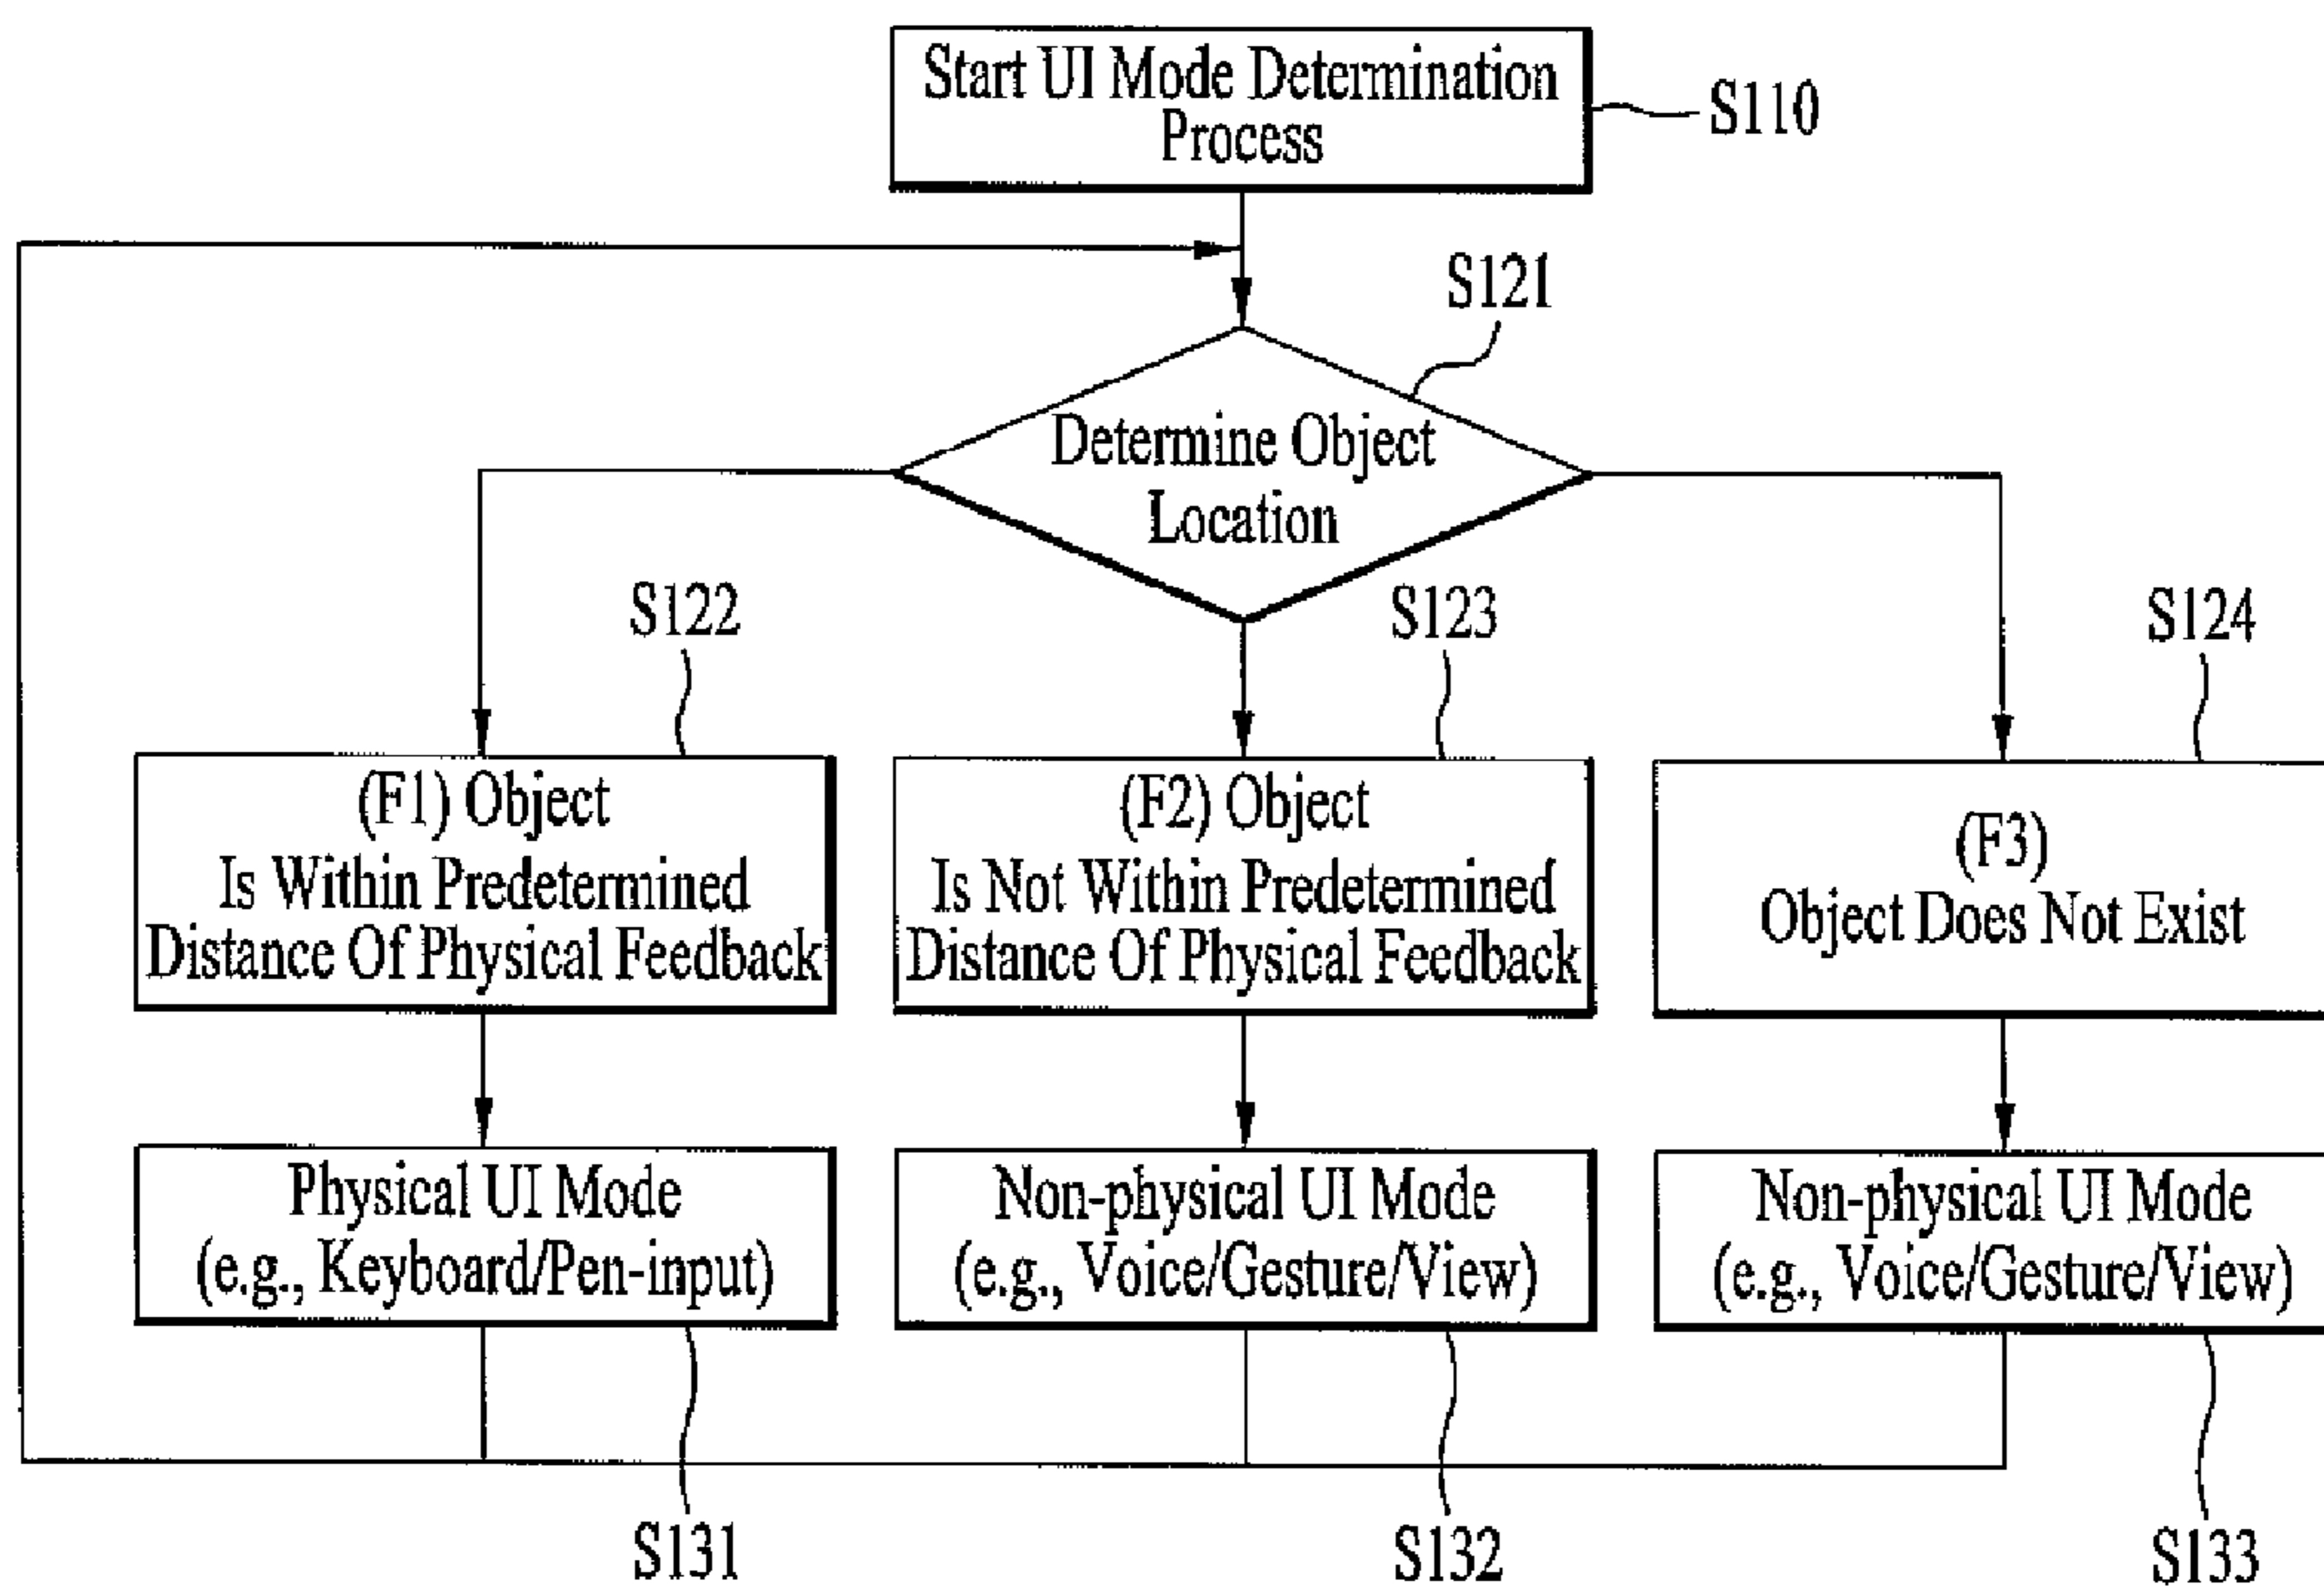 Start UI Mode Determination
Process
S110
S121
Determine Object
Location
S122
S123
S124
(F1) Object
Is Within Predetermined
Distance Of Physical Feedback
(F2) Object
Is Not Within Predetermined
Distance Of Physical Feedback
(F3)
Object Does Not Exist
Physical UI Mode
(e.g., Keyboard/Pen-input)
Non-physical UI Mode
(e.g., Voice/Gesture/View)
Non-physical UI Mode
(e.g., Voice/Gesture/View)
S131
S132
S133